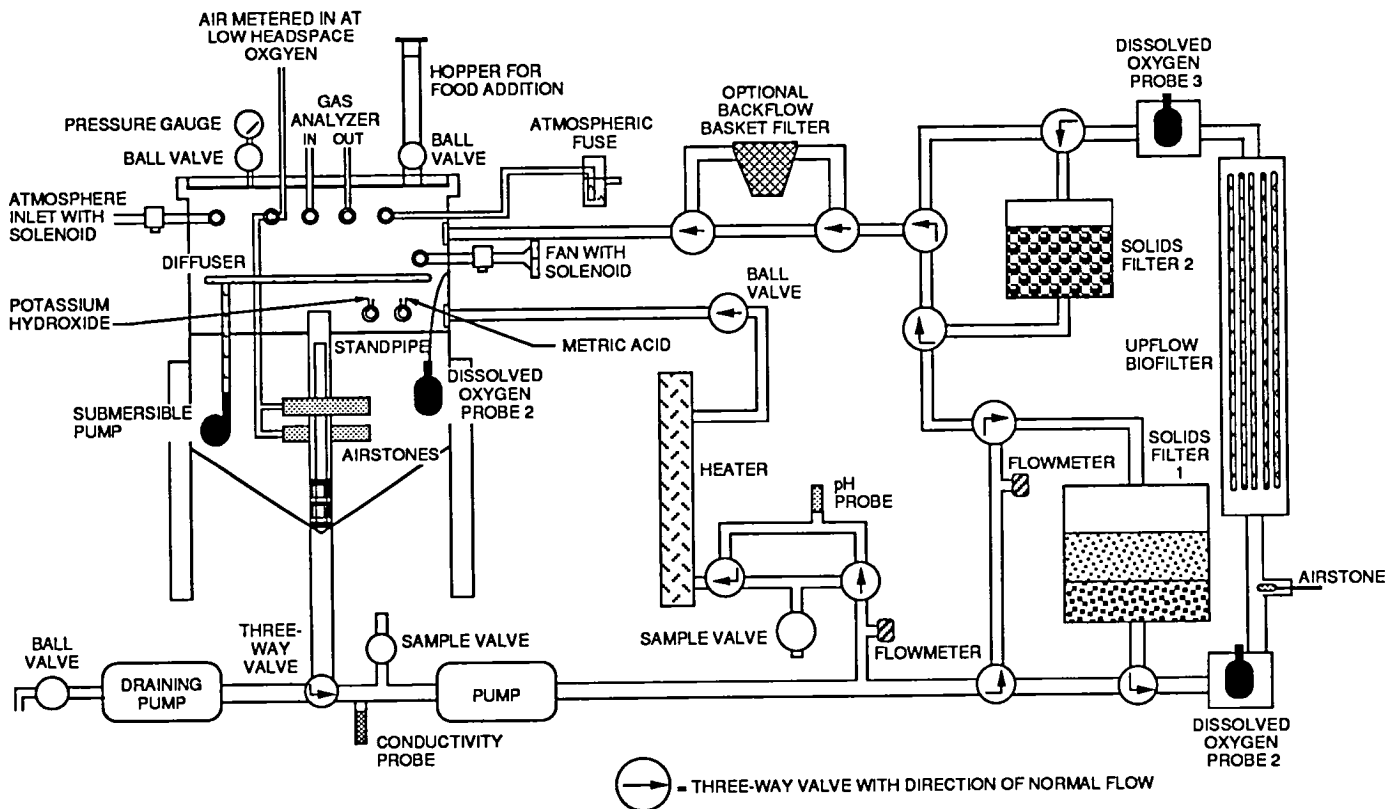 AIR METERED IN AT
LOW HEADSPACE
OXGYEN
HOPPER FOR
FOOD ADDITION
GAS
ANALYZER
IN OUT
PRESSURE GAUGE
BALL VALVE
BALL
VALVE
ATMOSPHERIC
FUSE
OPTIONAL
BACKFLOW
BASKET FILTER
DISSOLVED
OXYGEN
PROBE 3
ATMOSPHERE
INLET WITH
SOLENOID
DIFFUSER
FAN WITH
SOLENOID
SOLIDS
FILTER 2
BALL
VALVE
POTASSIUM
HYDROXIDE
STANDPIPE
METRIC ACID
UPFLOW
BIOFILTER
DISSOLVED
OXYGEN
PROBE 2
SUBMERSIBLE
PUMP
AIRSTONES
HEATER
SOLIDS
FILTER
1
FLOWMETER
pH
PROBE
AIRSTONE
SAMPLE VALVE
FLOWMETER
THREE-
WAY
VALVE
SAMPLE VALVE
BALL
VALVE
DRAINING
PUMP
PUMP
CONDUCTIVITY
PROBE
DISSOLVED
OXYGEN
PROBE 2
= THREE-WAY VALVE WITH DIRECTION OF NORMAL FLOW